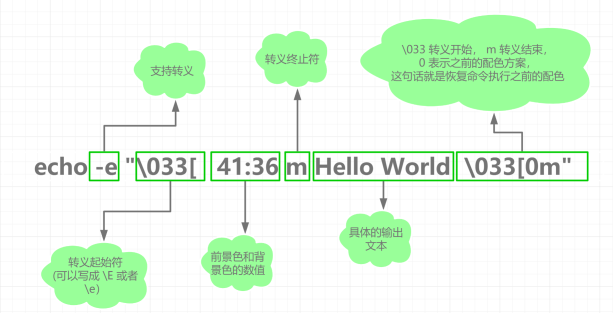 支持转义
转义终止符
\033 转义开始， m 转义结束，
0 表示之前的配色方案，
这句话就是恢复命令执行之前的配色
echo -e "\033[ 41:36 m Hello World \033[0m"
转义起始符
(可以写成 \E 或者
\e)
前景色和背
景色的数值
具体的输出
文本